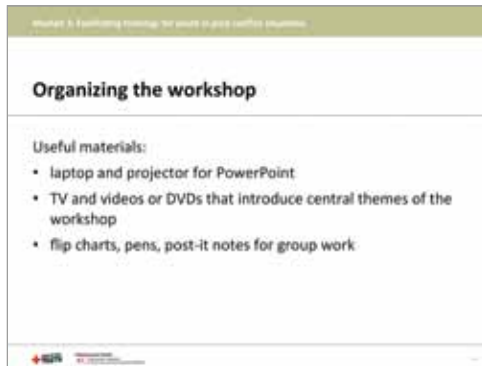 Organizing the workshop
Useful materials:
• laptop and projector for PowerPoint
• TV and videos or DVDs that introduce central themes of the
workshop
• flip charts, pens, post-it notes for group work